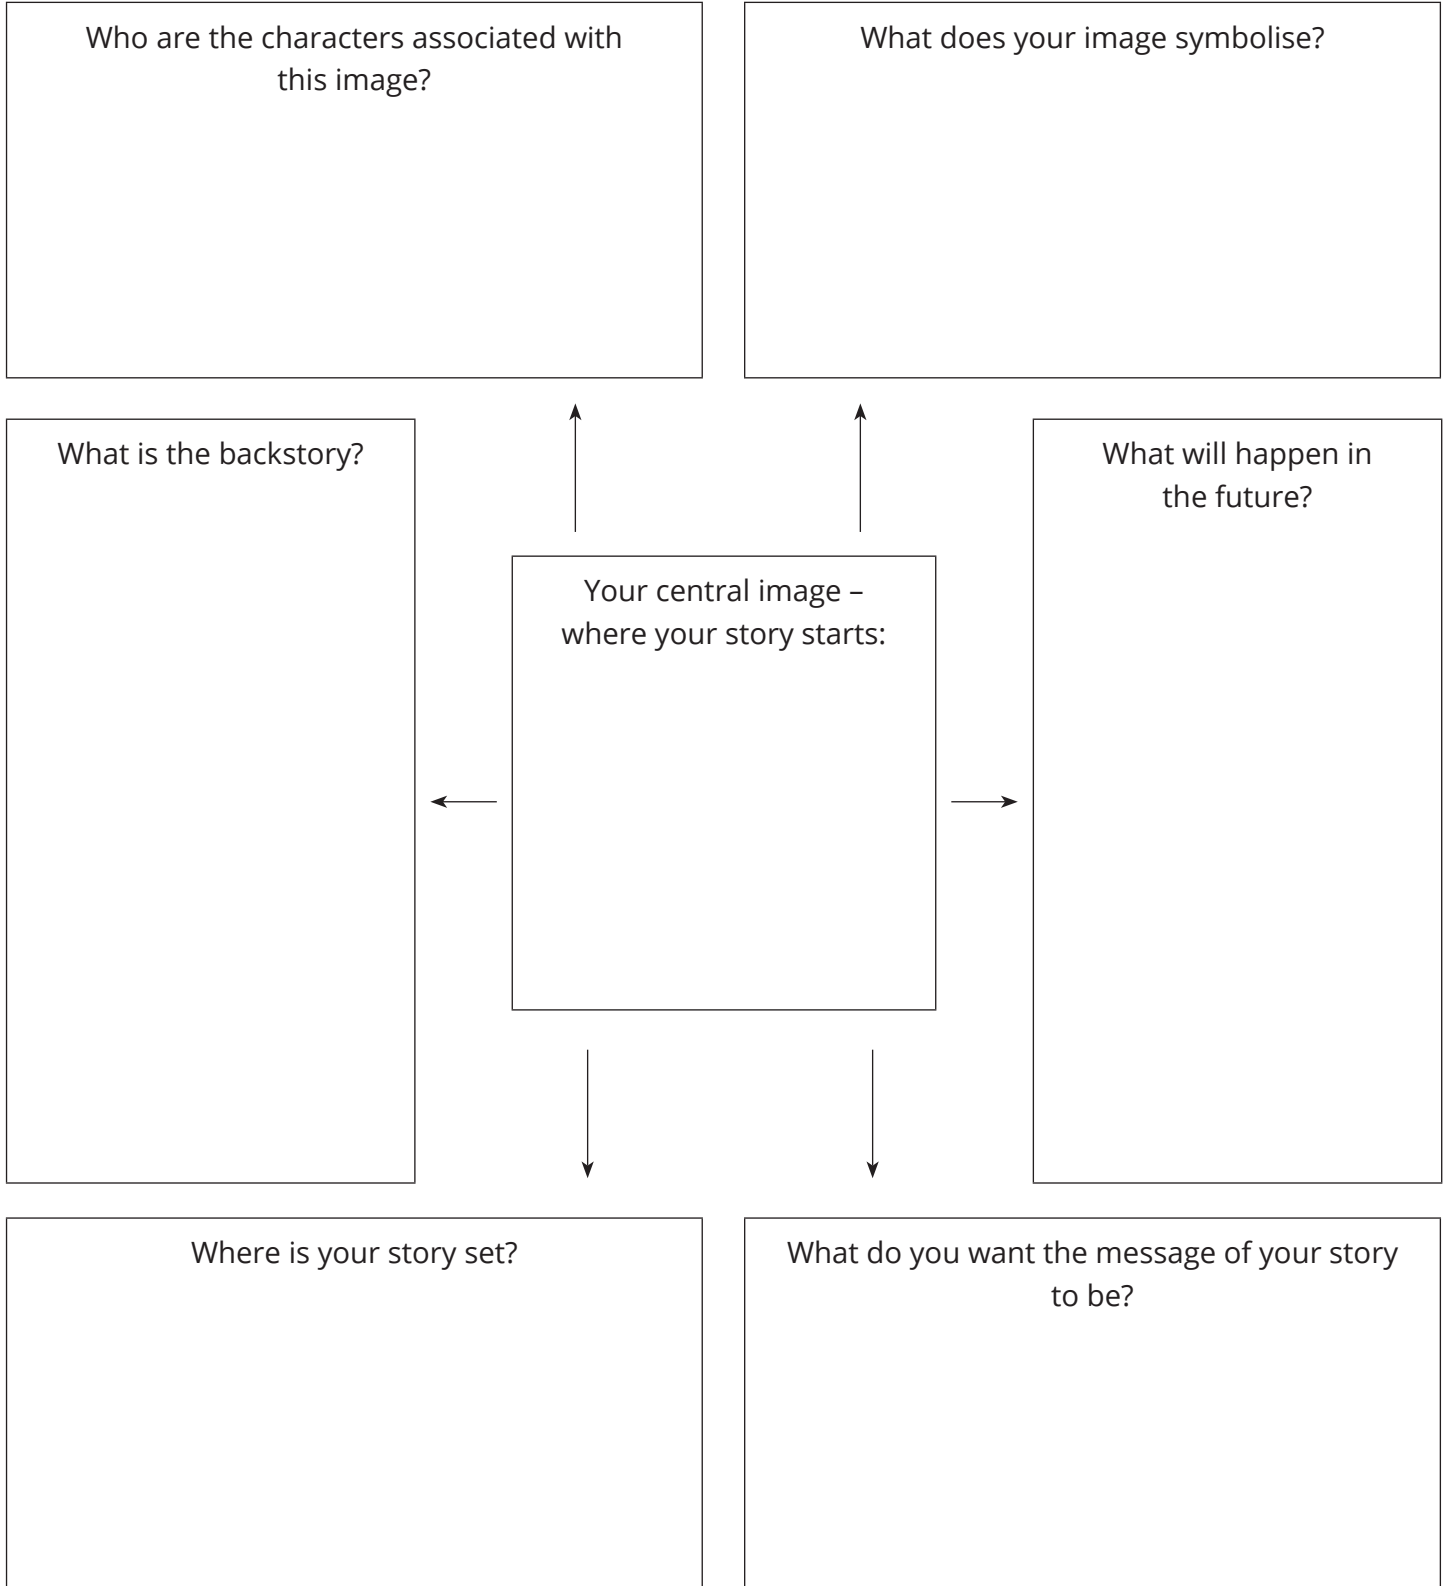 Who are the characters associated with
this image?
What does your image symbolise?
What is the backstory?
What will happen in
the future?
Your central image –
where your story starts:
Where is your story set?
What do you want the message of your story
to be?